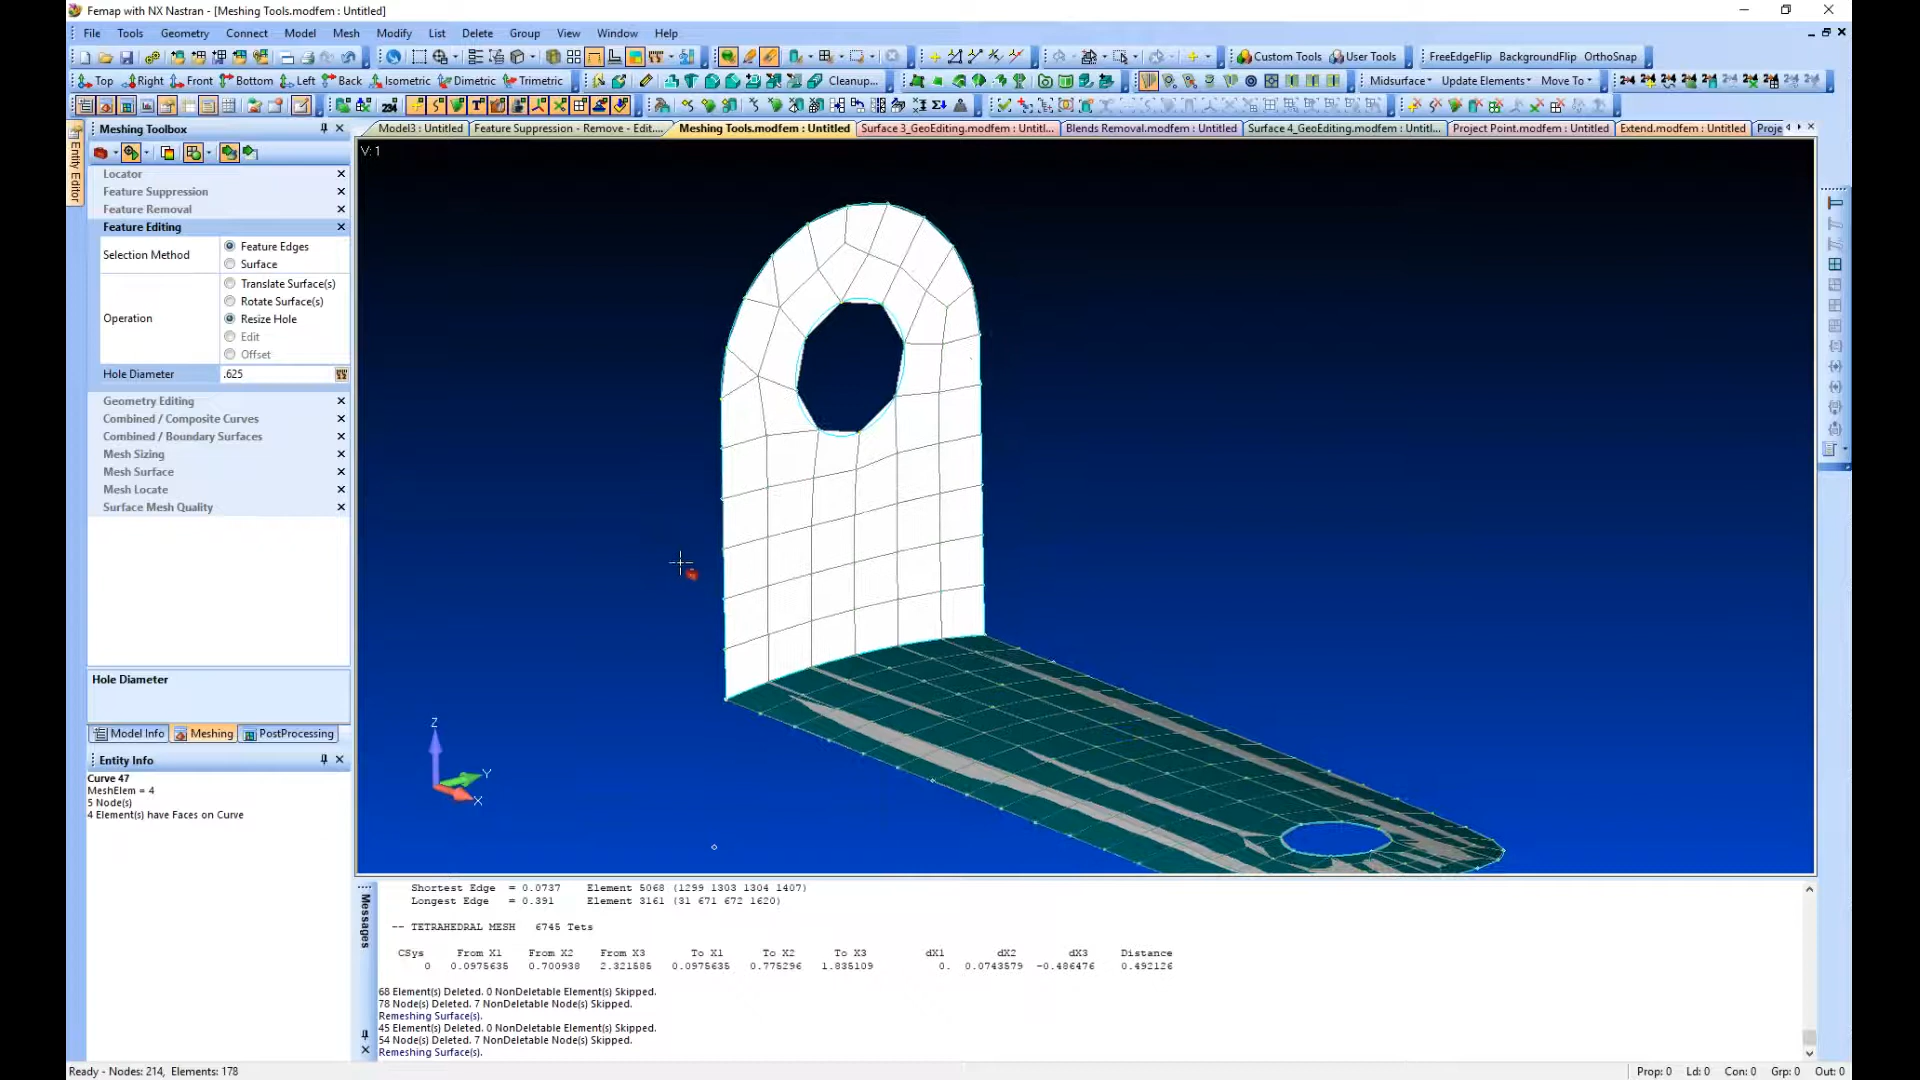 Femap with NX Nastran - [Meshing Tools.modfem : Untitled]
File Tools Geometry Connect Model Mesh Modify List Delete Group View Window Help
Custom Tools User Tools FreeEdgeFlip BackgroundFlip OrthoSnap
Top Right Front Bottom Left Back Isometric Dimetric Trimetric Cleanup... Midsurface Update Elements Move To
234
Meshing Toolbox
Model3 : Untitled Feature Suppression - Remove - Edit.... Meshing Tools.modfem : Untitled Surface 3_GeoEditing.modfem : Untitl... Blends Removal.modfem : Untitled Surface 4_GeoEditing.modfem : Untitl... Project Point.modfem : Untitled Extend.modfem : Untitled Proje
Entity Editor
V: 1
Locator
Feature Suppression
Feature Removal
Feature Editing
Selection Method
Feature Edges
Surface
Operation
Translate Surface(s)
Rotate Surface(s)
Resize Hole
Edit
Offset
Hole Diameter .625
Geometry Editing
Combined / Composite Curves
Combined / Boundary Surfaces
Mesh Sizing
Mesh Surface
Mesh Locate
Surface Mesh Quality
Hole Diameter
Model Info Meshing PostProcessing
Entity Info
Curve 47
MeshElem = 4
5 Node(s)
4 Element(s) have Faces on Curve
Z
Y
X
Messages
Shortest Edge = 0.0737 Element 5068 (1299 1303 1304 1407)
Longest Edge = 0.391 Element 3161 (31 671 672 1620)
-- TETRAHEDRAL MESH 6745 Tets
CSys From X1 From X2 From X3 To X1 To X2 To X3 dX1 dX2 dX3 Distance
0 0.0975635 0.700938 2.321585 0.0975635 0.775296 1.835109 0. 0.0743579 -0.486476 0.492126
68 Element(s) Deleted. 0 NonDeletable Element(s) Skipped.
78 Node(s) Deleted. 7 NonDeletable Node(s) Skipped.
Remeshing Surface(s).
45 Element(s) Deleted. 0 NonDeletable Element(s) Skipped.
54 Node(s) Deleted. 7 NonDeletable Node(s) Skipped.
Remeshing Surface(s).
Ready - Nodes: 214, Elements: 178
Prop: 0 Ld: 0 Con: 0 Grp: 0 Out: 0